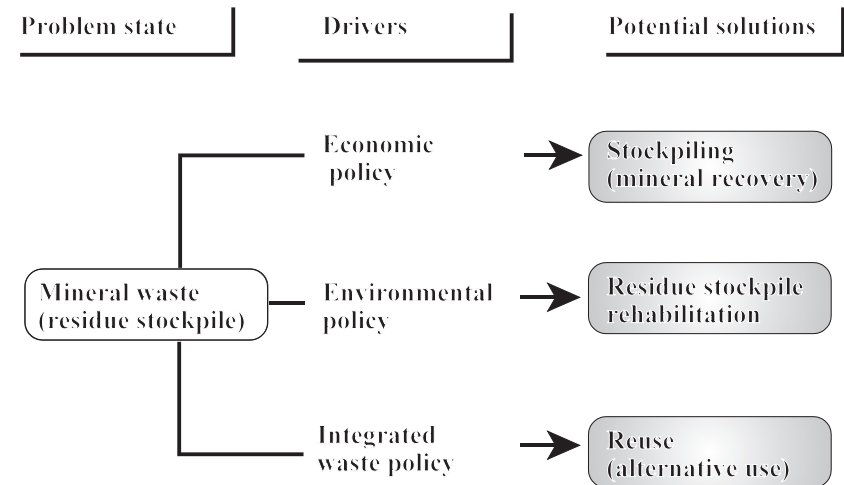 Problem state
Drivers
Potential solutions
Economic
policy
Stockpiling
(mineral recovery)
Mineral waste
(residue stockpile)
Environmental
policy
Residue stockpile
rehabilitation
Integrated
waste policy
Reuse
(alternative use)